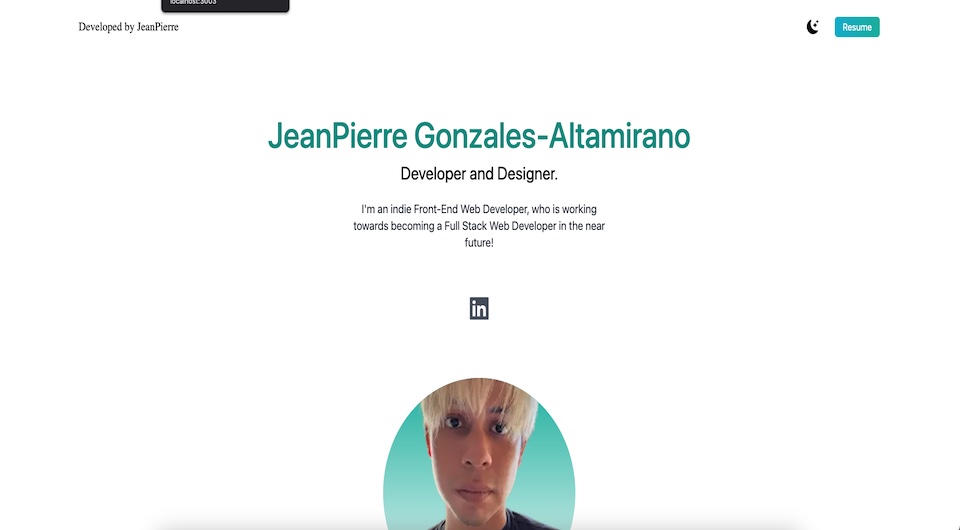 localhost:3003
Developed by JeanPierre
Resume
JeanPierre Gonzales-Altamirano
Developer and Designer.
I'm an indie Front-End Web Developer, who is working
towards becoming a Full Stack Web Developer in the near
future!
in